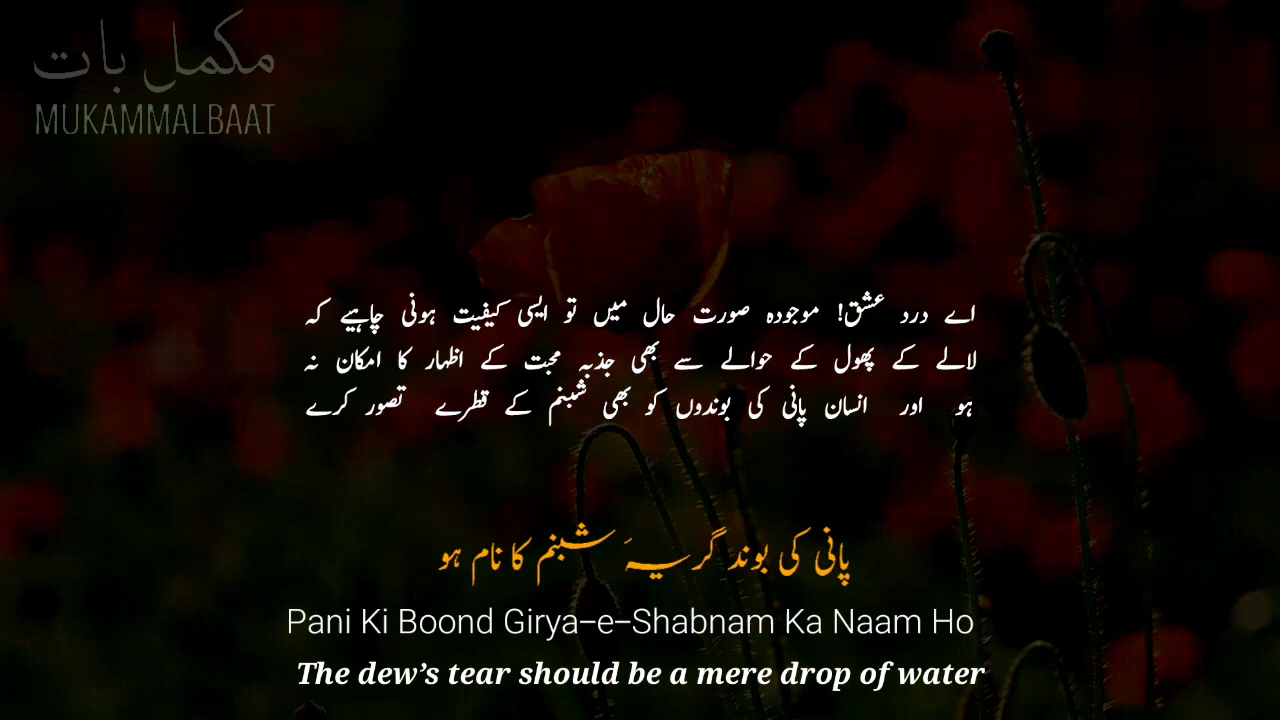 مکمل بات
MUKAMMALBAAT
اے درد عشق! موجودہ صورت حال میں تو ایسی کیفیت ہونی چاہیے کہ
لالے کے پھول کے حوالے سے بھی جذبہ محبت کے اظہار کا امکان نہ
ہو اور انسان پانی کی بوندوں کو بھی شبنم کے قطرے تصور کرے
پانی کی بوند گریہَ شبنم کا نام ہو
Pani Ki Boond Girya-e-Shabnam Ka Naam Ho
The dew’s tear should be a mere drop of water